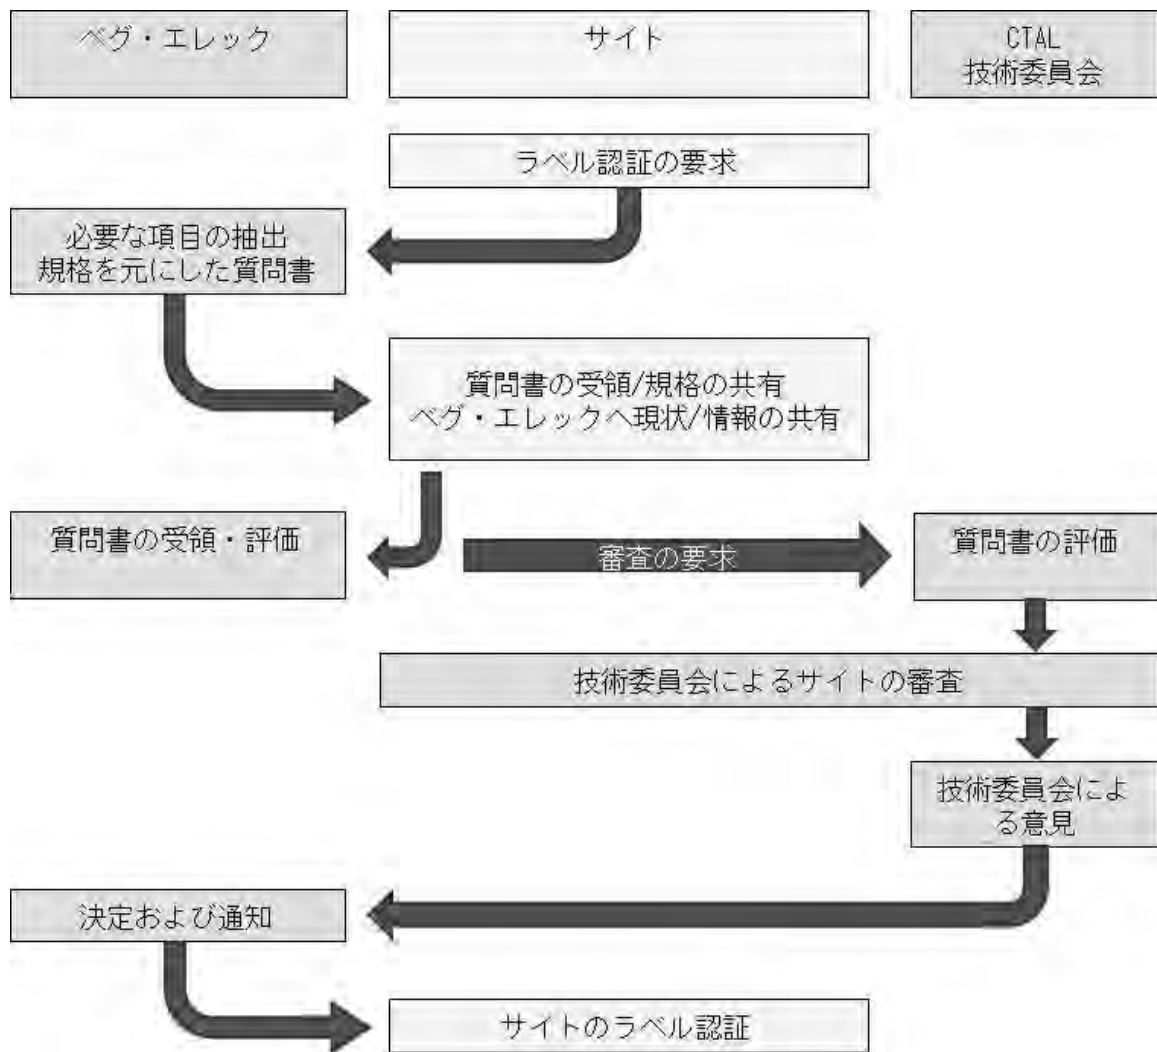 ベグ・エレック
サイト
CTAL
技術委員会
ラベル認証の要求
必要な項目の抽出
規格を元にした質問書
質問書の受領/規格の共有
ベグ・エレックへ現状/情報の共有
質問書の受領・評価
審査の要求
質問書の評価
技術委員会によるサイトの審査
技術委員会によ
る意見
決定および通知
サイトのラベル認証